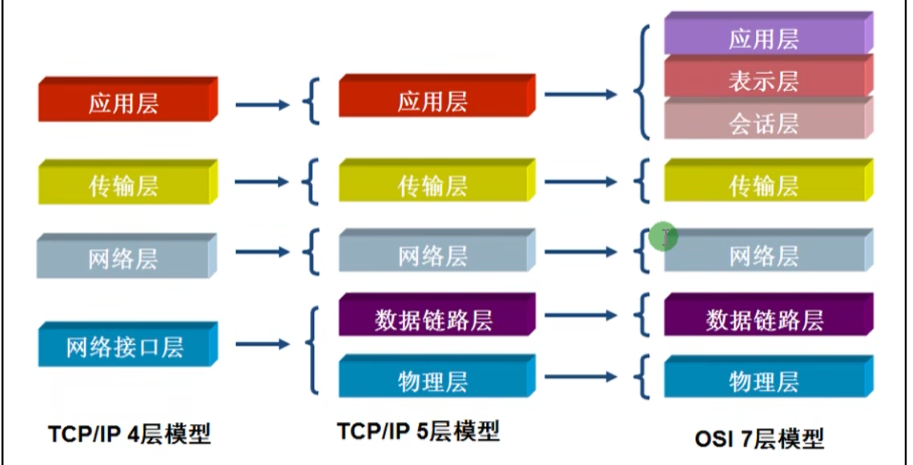 应用层
传输层
网络层
网络接口层
TCP/IP 4层模型
应用层
传输层
网络层
数据链路层
物理层
TCP/IP 5层模型
应用层
表示层
会话层
传输层
网络层
数据链路层
物理层
OSI 7层模型